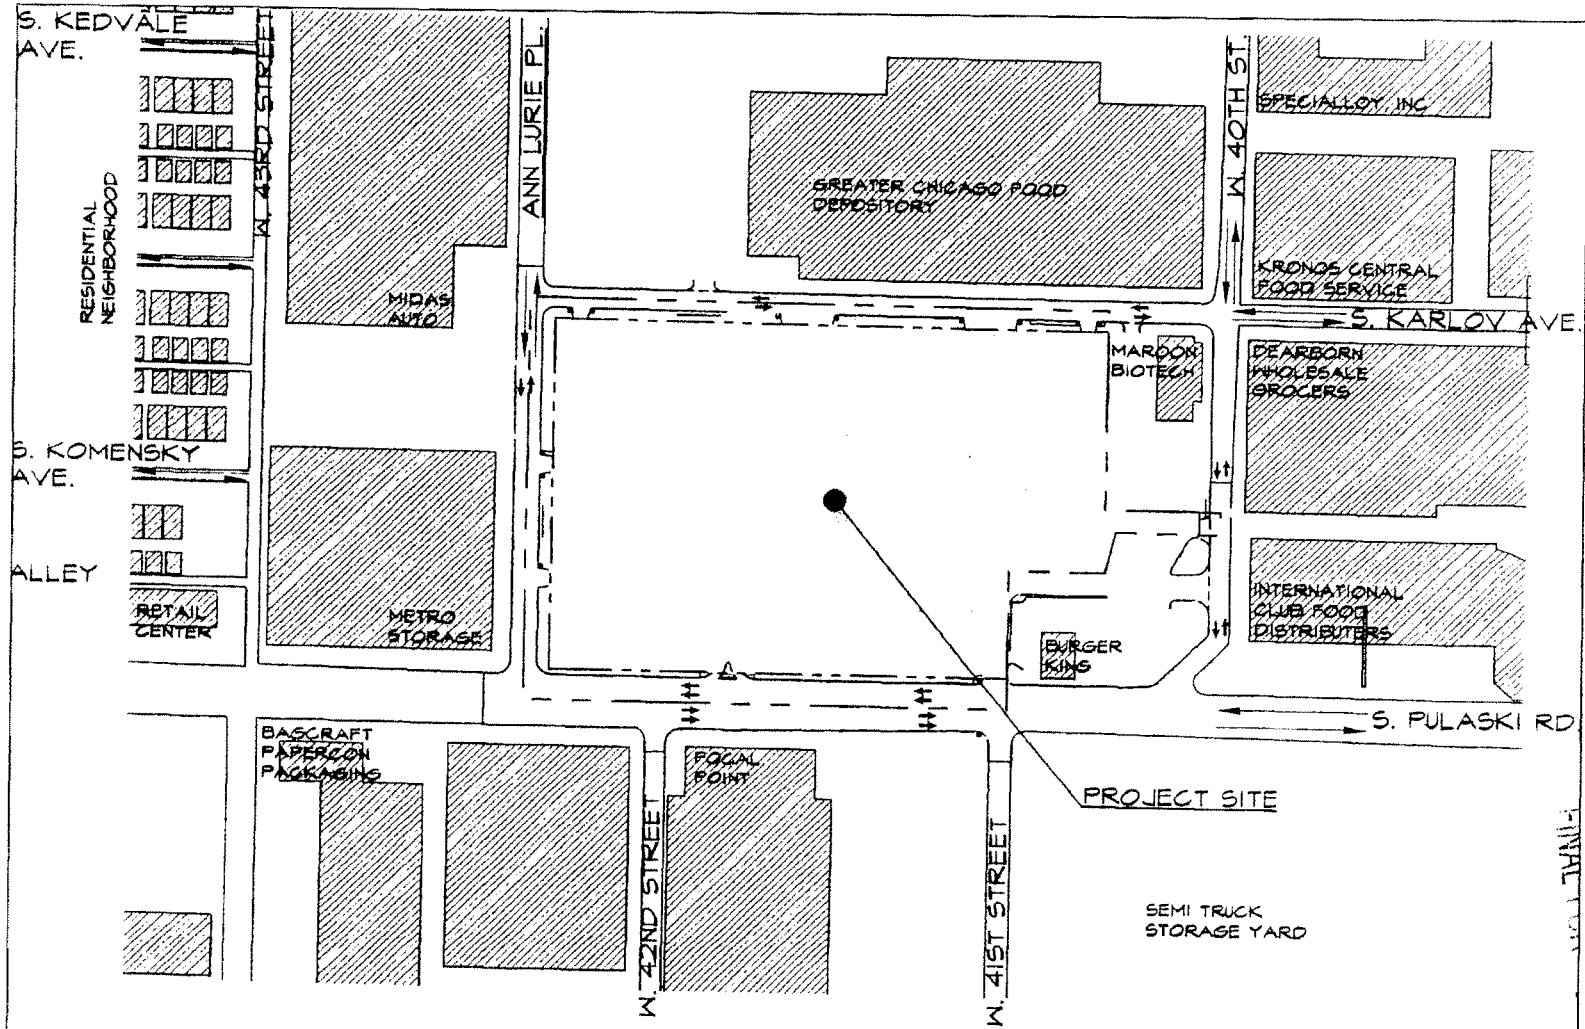 S. KEDVALE
AVE.
W. 43RD STREET
ANN LURIE PL.
W. 40TH ST.
SPECIALLOY, INC
GREATER CHICAGO FOOD
DEPOSITORY
RESIDENTIAL
NEIGHBORHOOD
KRONOS CENTRAL
FOOD SERVICE
MIDAS
AUTO
S. KARLOV AVE.
MAROON
BIOTECH
DEARBORN
WHOLESALE
GROCERS
S. KOMENSKY
AVE.
ALLEY
RETAIL
CENTER
METRO
STORAGE
INTERNATIONAL
CLUB FOOD
DISTRIBUTERS
BURGER
KING
S. PULASKI RD
BAGCRAFT
PAPERCON
PACKAGING
FOCAL
POINT
PROJECT SITE
W. 42ND STREET
W. 41ST STREET
SEMI TRUCK
STORAGE YARD
FINAL